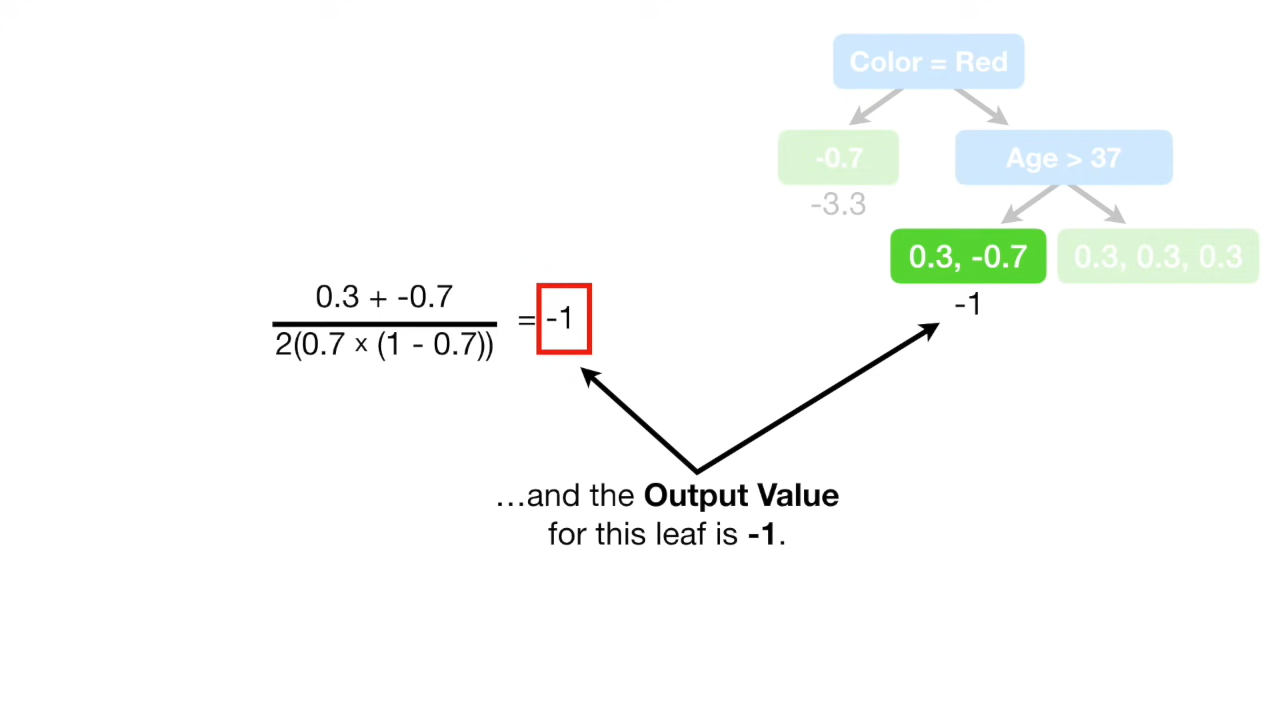 Color = Red
-0.7
Age > 37
-3.3
0.3, -0.7
0.3, 0.3, 0.3
-1
0.3 + -0.7
2(0.7 x (1 - 0.7))
= -1
…and the Output Value
for this leaf is -1.